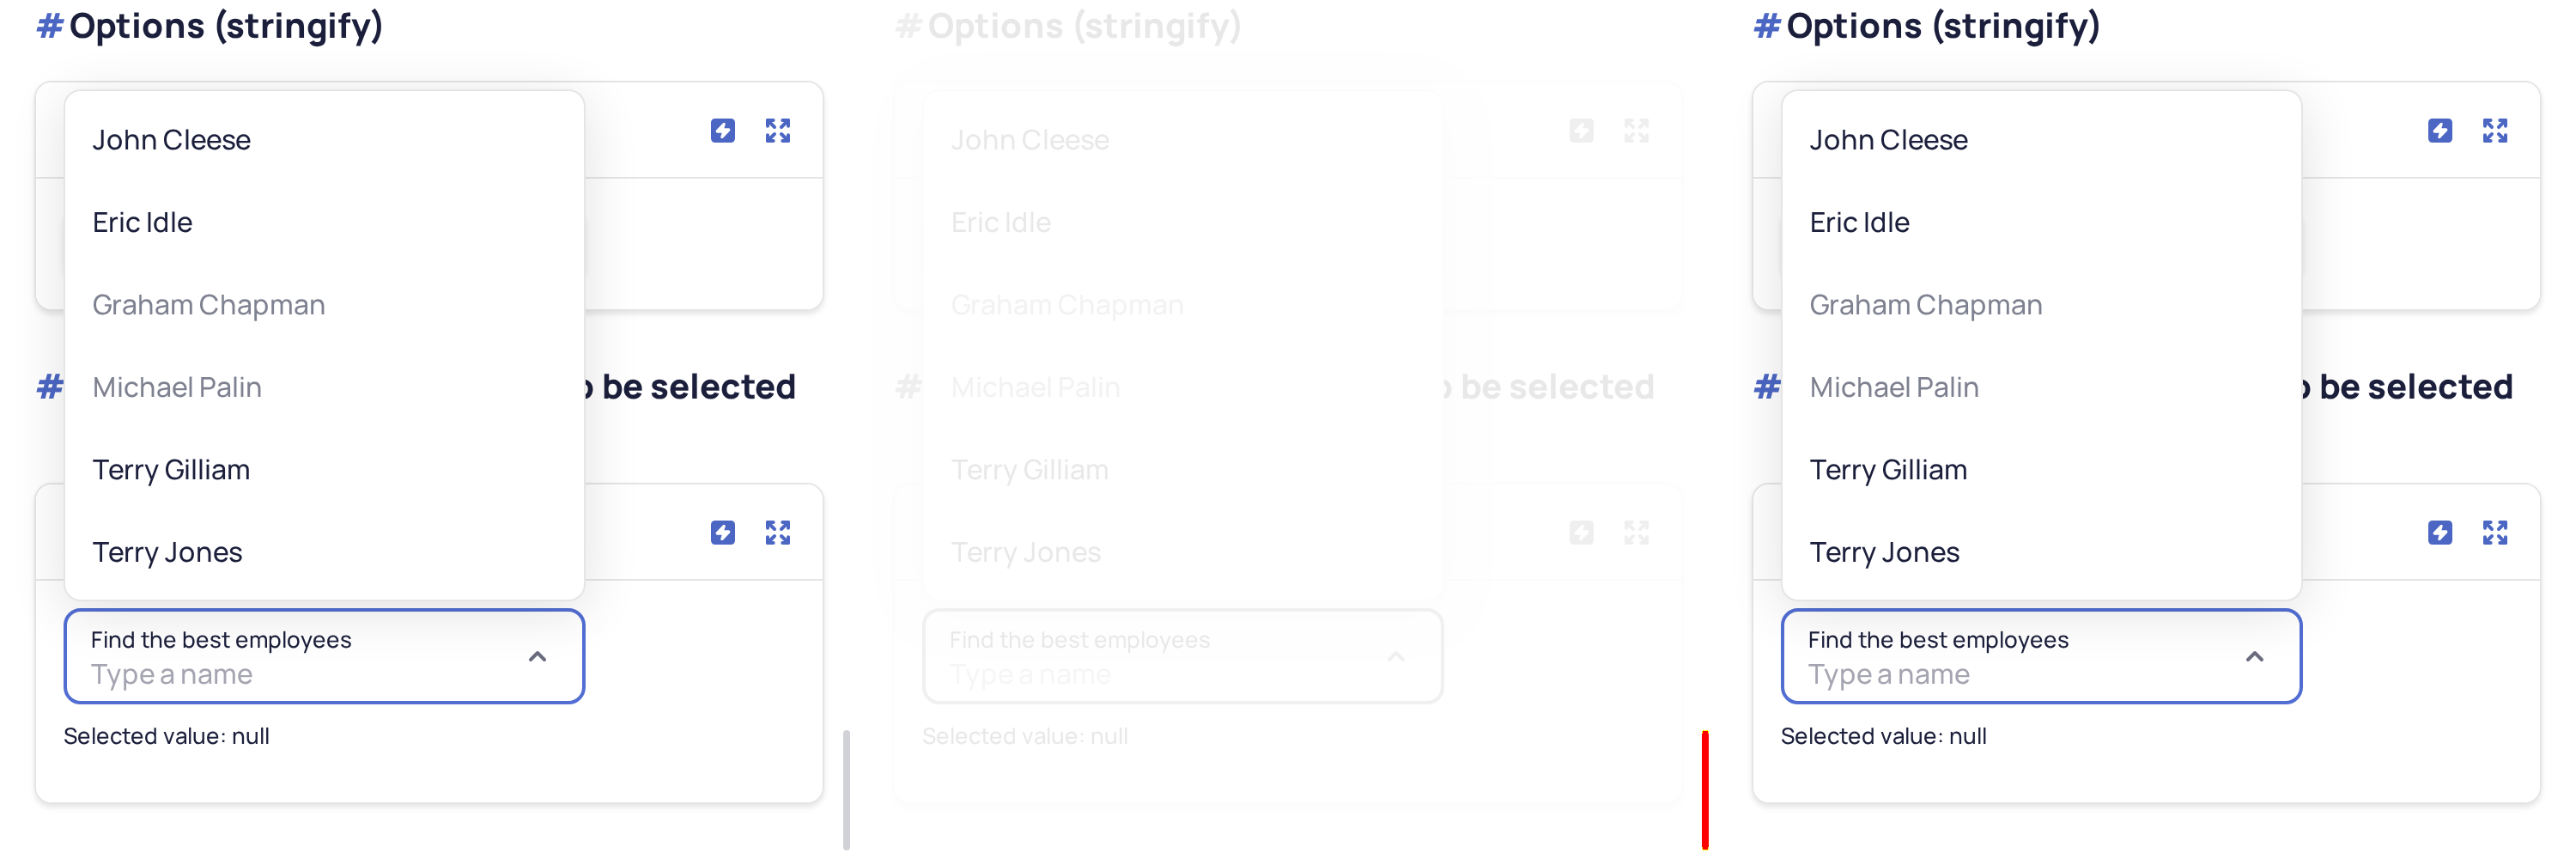 # Options (stringify)
John Cleese
Eric Idle
Graham Chapman
Michael Palin
# be selected
Terry Gilliam
Terry Jones
Find the best employees
Type a name
Selected value: null
# Options (stringify)
John Cleese
Eric Idle
Graham Chapman
Michael Palin
# be selected
Terry Gilliam
Terry Jones
Find the best employees
Type a name
Selected value: null
# Options (stringify)
John Cleese
Eric Idle
Graham Chapman
Michael Palin
# be selected
Terry Gilliam
Terry Jones
Find the best employees
Type a name
Selected value: null